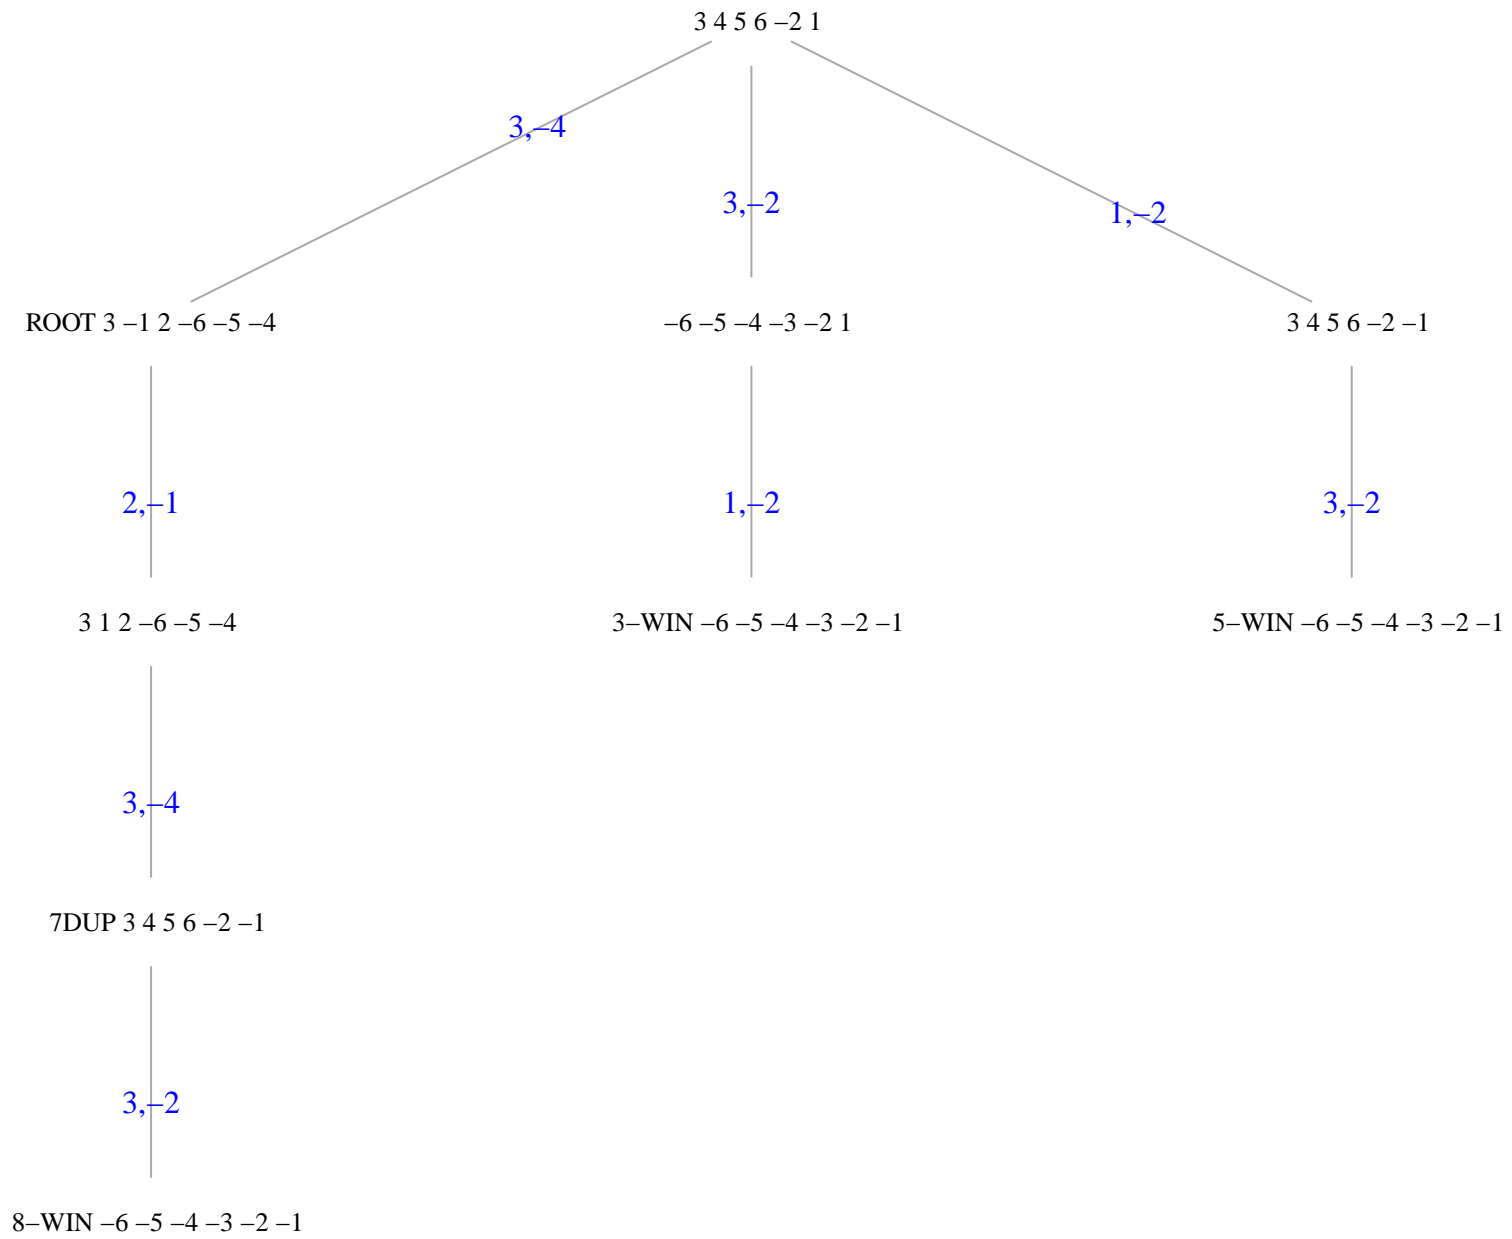 3 4 5 6 –2 1
3,–4
3,–2
1,–2
ROOT 3 –1 2 –6 –5 –4
–6 –5 –4 –3 –2 1
3 4 5 6 –2 –1
2,–1
1,–2
3,–2
3 1 2 –6 –5 –4
3–WIN –6 –5 –4 –3 –2 –1
5–WIN –6 –5 –4 –3 –2 –1
3,–4
7DUP 3 4 5 6 –2 –1
3,–2
8–WIN –6 –5 –4 –3 –2 –1